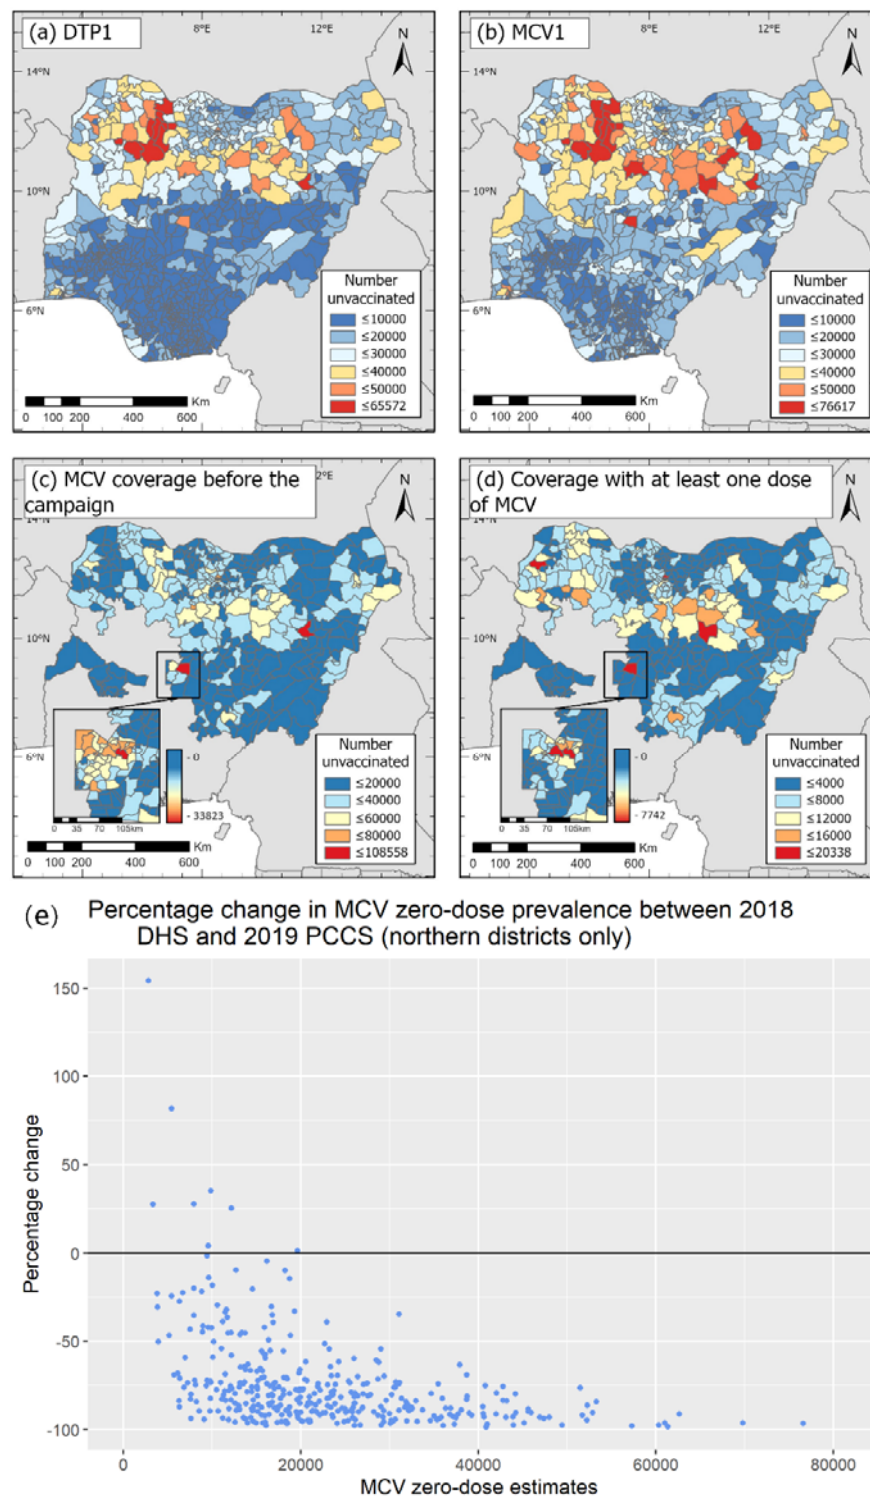 (a) DTP1
8°E
12°E
N
14°N
10°N
6°N
Number
unvaccinated
≤10000
≤20000
≤30000
≤40000
≤50000
≤65572
Km
0 100 200 400 600
(b) MCV1
8°E
12°E
N
14°N
10°N
6°N
Number
unvaccinated
≤10000
≤20000
≤30000
≤40000
≤50000
≤76617
Km
0 100 200 400 600
(c) MCV coverage before the
campaign
2°E
N
14°N
10°N
6°N
- 0
- 33823
0 35 70 105km
Number
unvaccinated
≤20000
≤40000
≤60000
≤80000
≤108558
Km
0 100 200 400 600
(d) Coverage with at least one dose
of MCV
N
14°N
10°N
6°N
- 0
- 7742
0 35 70 105km
Number
unvaccinated
≤4000
≤8000
≤12000
≤16000
≤20338
Km
0 100 200 400 600
(e) Percentage change in MCV zero-dose prevalence between 2018
DHS and 2019 PCCS (northern districts only)
Percentage change
150
100
50
0
-50
-100
0 20000 40000 60000 80000
MCV zero-dose estimates